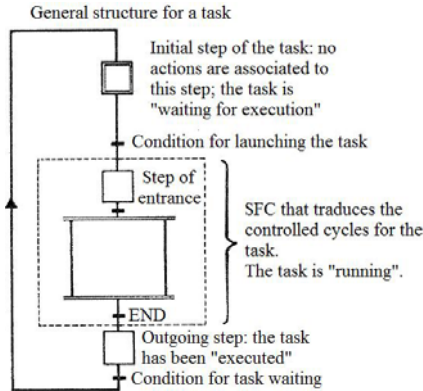 General structure for a task
Initial step of the task: no
actions are associated to
this step; the task is
"waiting for execution"
Condition for launching the task
Step of
entrance
SFC that traduces the
controlled cycles for the
task.
The task is "running".
END
Outgoing step: the task
has been "executed"
Condition for task waiting